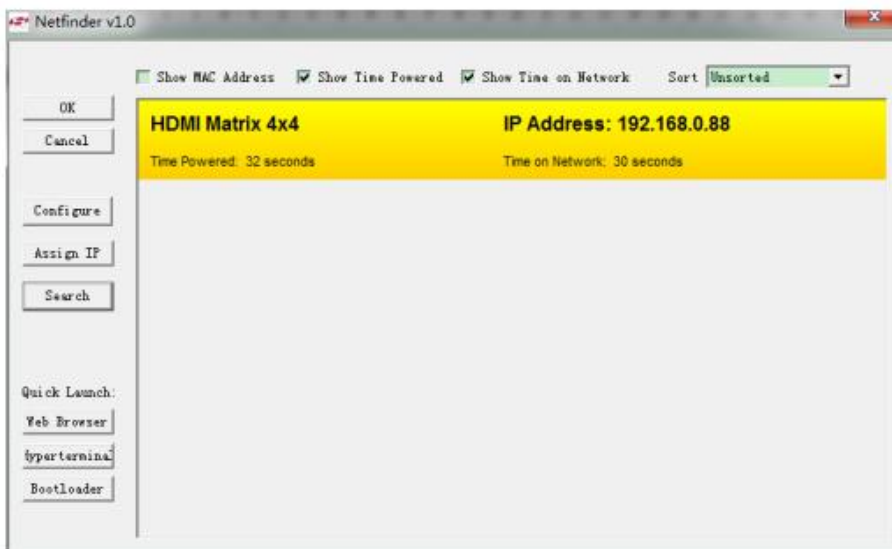 Netfinder v1.0
Show MAC Address Show Time Powered Show Time on Network Sort Unsorted
OK
Cancel
HDMI Matrix 4x4 IP Address: 192.168.0.88
Time Powered: 32 seconds Time on Network: 30 seconds
Configure
Assign IP
Search
Quick Launch:
Web Browser
Hyperterminal
Bootloader